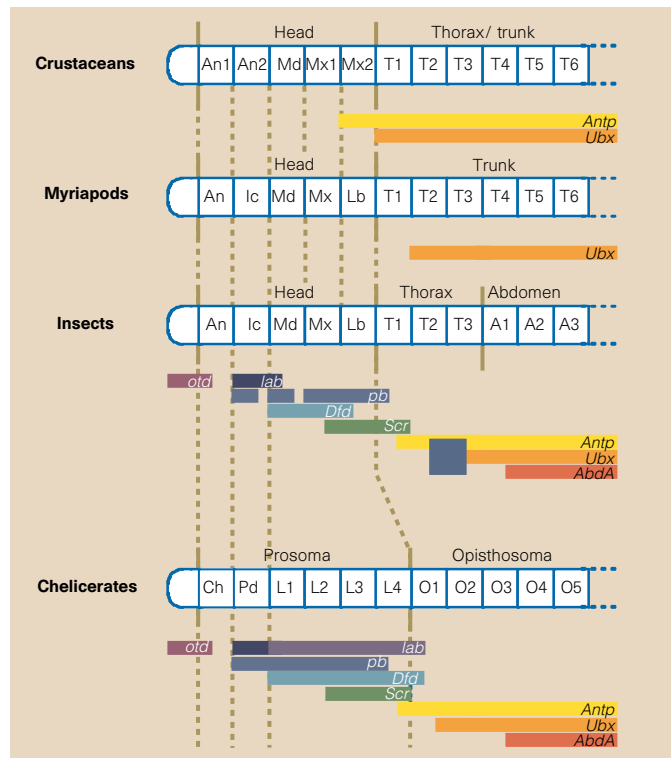 Head Thorax/ trunk
Crustaceans An1 An2 Md Mx1 Mx2 T1 T2 T3 T4 T5 T6
Antp
Ubx
Head Trunk
Myriapods An Ic Md Mx Lb T1 T2 T3 T4 T5 T6
Ubx
Head Thorax Abdomen
Insects An Ic Md Mx Lb T1 T2 T3 A1 A2 A3
otd lab
pb
Dfd
Scr
Antp
Ubx
AbdA
Prosoma Opisthosoma
Chelicerates Ch Pd L1 L2 L3 L4 O1 O2 O3 O4 O5
otd lab
pb
Dfd
Scr
Antp
Ubx
AbdA